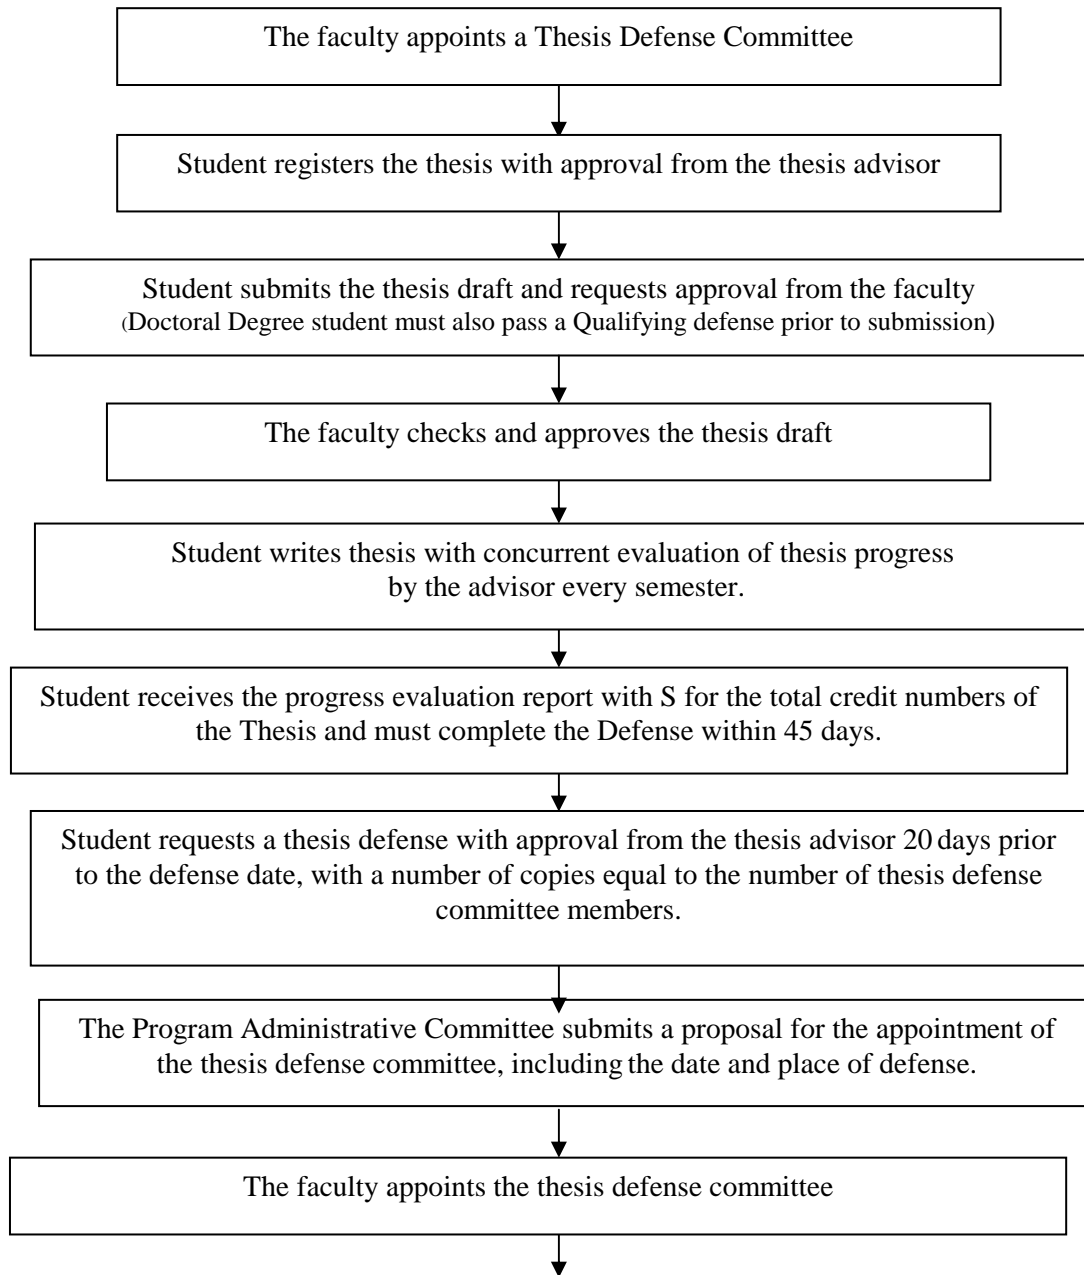 The faculty appoints a Thesis Defense Committee
Student registers the thesis with approval from the thesis advisor
Student submits the thesis draft and requests approval from the faculty
(Doctoral Degree student must also pass a Qualifying defense prior to submission)
The faculty checks and approves the thesis draft
Student writes thesis with concurrent evaluation of thesis progress
by the advisor every semester.
Student receives the progress evaluation report with S for the total credit numbers of
the Thesis and must complete the Defense within 45 days.
Student requests a thesis defense with approval from the thesis advisor 20 days prior
to the defense date, with a number of copies equal to the number of thesis defense
committee members.
The Program Administrative Committee submits a proposal for the appointment of
the thesis defense committee, including the date and place of defense.
The faculty appoints the thesis defense committee